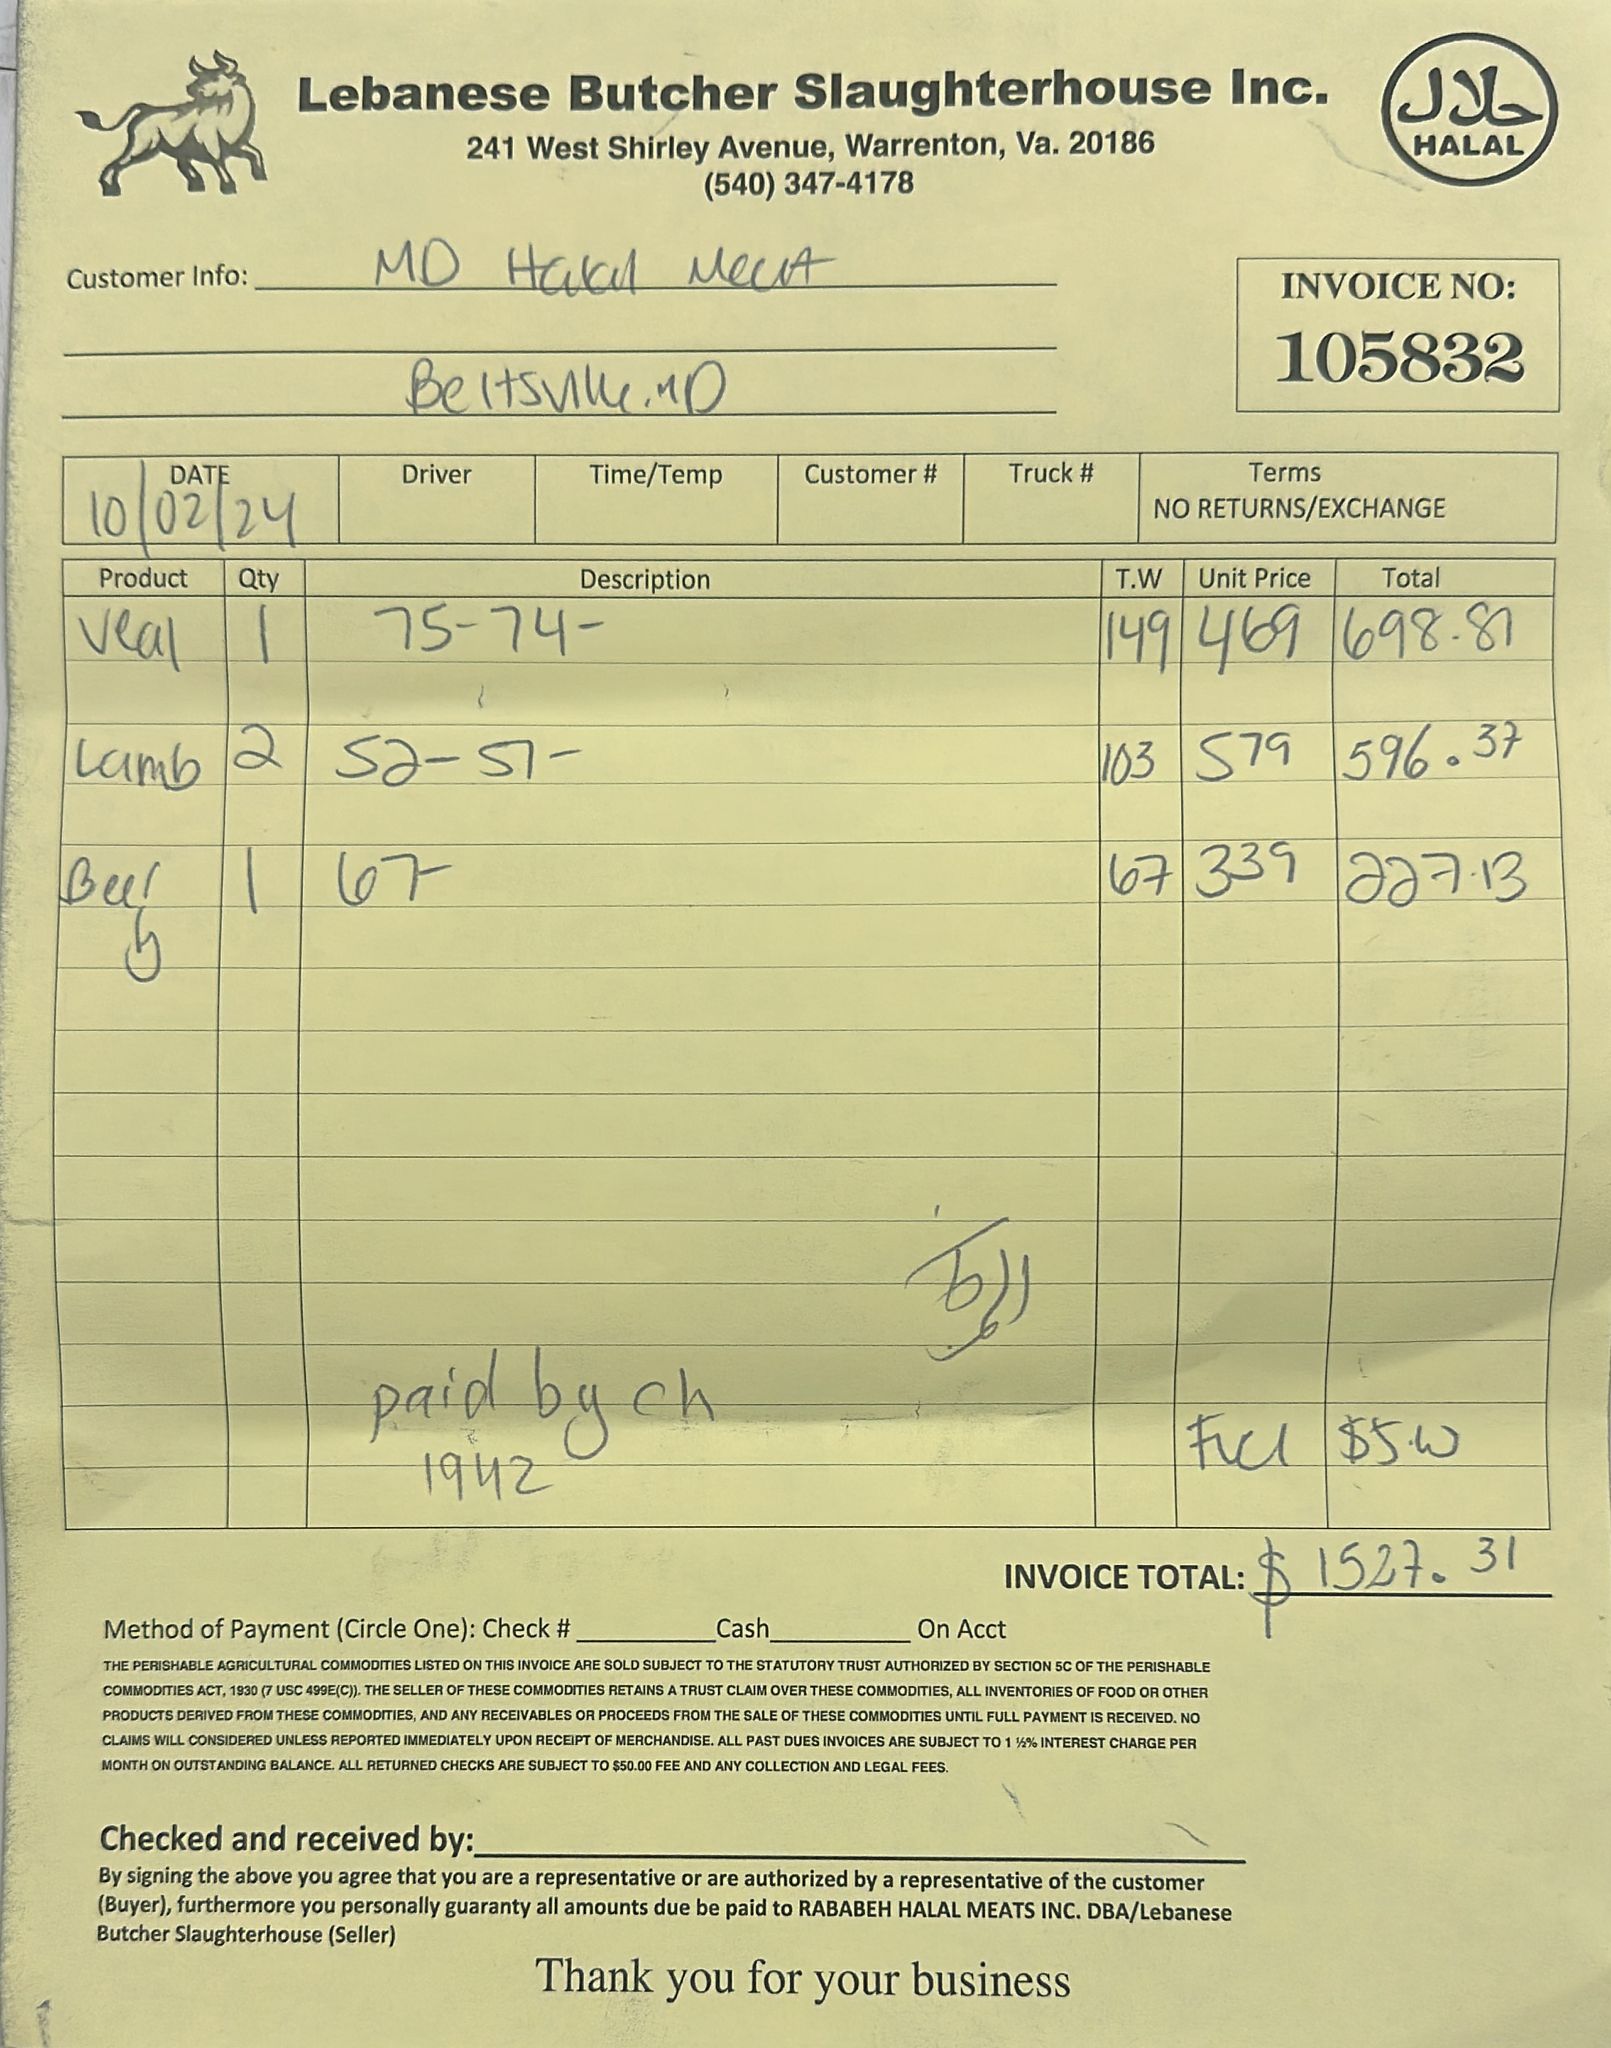 Lebanese Butcher Slaughterhouse Inc.
حلال
HALAL
241 West Shirley Avenue, Warrenton, Va. 20186
(540) 347-4178
Customer Info: MD Halal Meat
INVOICE NO:
105832
Beltsville, MD
DATE Driver Time/Temp Customer # Truck # Terms
10/02/24 NO RETURNS/EXCHANGE
Product Qty Description T.W Unit Price Total
Veal 1 75-74- 149 469 698.81
Lamb 2 52-51- 103 579 596.37
Beef 1 67- 67 339 227.13
paid by ch
Fuel $5.00
1942
INVOICE TOTAL: $ 1527.31
Method of Payment (Circle One): Check # Cash On Acct
THE PERISHABLE AGRICULTURAL COMMODITIES LISTED ON THIS INVOICE ARE SOLD SUBJECT TO THE STATUTORY TRUST AUTHORIZED BY SECTION 5C OF THE PERISHABLE
COMMODITIES ACT, 1930 (7 USC 499E(C)). THE SELLER OF THESE COMMODITIES RETAINS A TRUST CLAIM OVER THESE COMMODITIES, ALL INVENTORIES OF FOOD OR OTHER
PRODUCTS DERIVED FROM THESE COMMODITIES, AND ANY RECEIVABLES OR PROCEEDS FROM THE SALE OF THESE COMMODITIES UNTIL FULL PAYMENT IS RECEIVED. NO
CLAIMS WILL CONSIDERED UNLESS REPORTED IMMEDIATELY UPON RECEIPT OF MERCHANDISE. ALL PAST DUES INVOICES ARE SUBJECT TO 1 ½% INTEREST CHARGE PER
MONTH ON OUTSTANDING BALANCE. ALL RETURNED CHECKS ARE SUBJECT TO $50.00 FEE AND ANY COLLECTION AND LEGAL FEES.
Checked and received by:
By signing the above you agree that you are a representative or are authorized by a representative of the customer
(Buyer), furthermore you personally guaranty all amounts due be paid to RABABEH HALAL MEATS INC. DBA/Lebanese
Butcher Slaughterhouse (Seller)
Thank you for your business